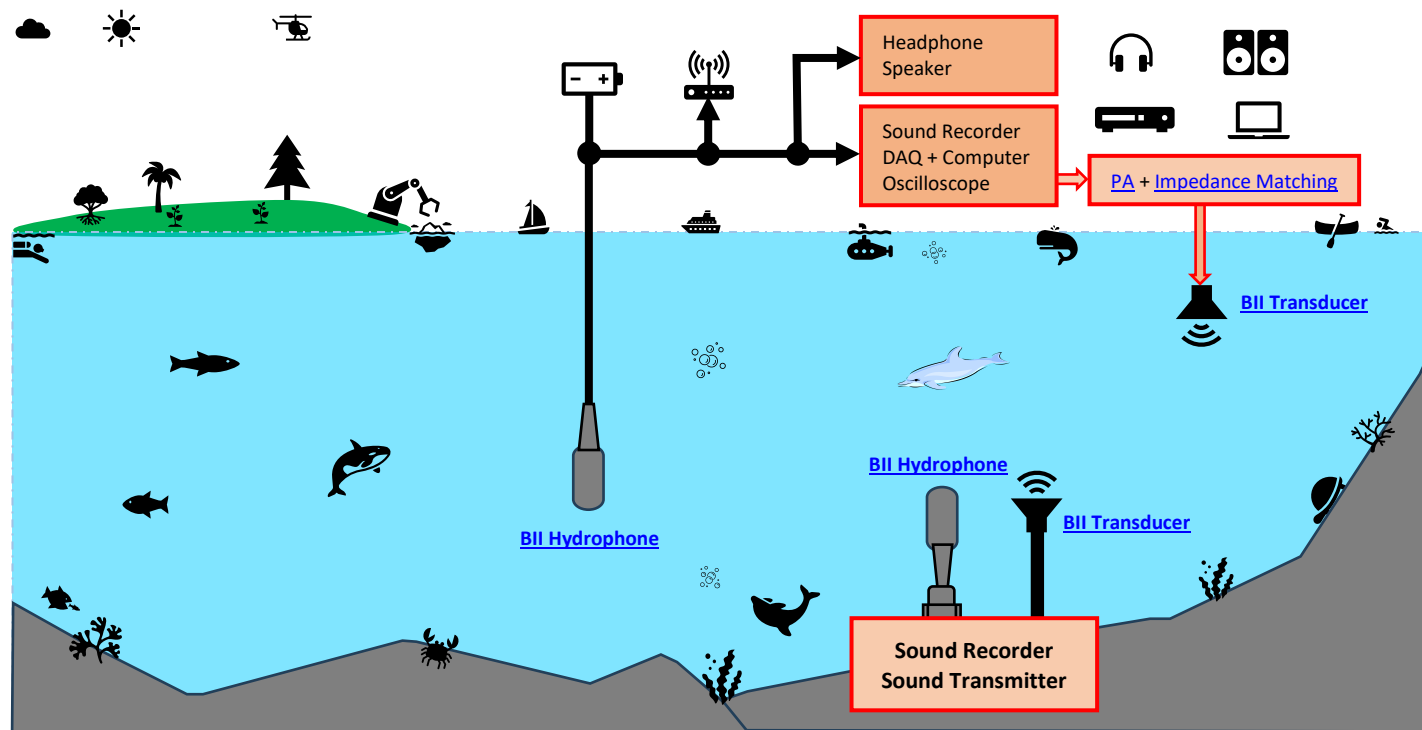 Headphone
Speaker
Sound Recorder
DAQ + Computer
Oscilloscope
PA + Impedance Matching
BII Transducer
BII Hydrophone
BII Hydrophone
BII Transducer
Sound Recorder
Sound Transmitter